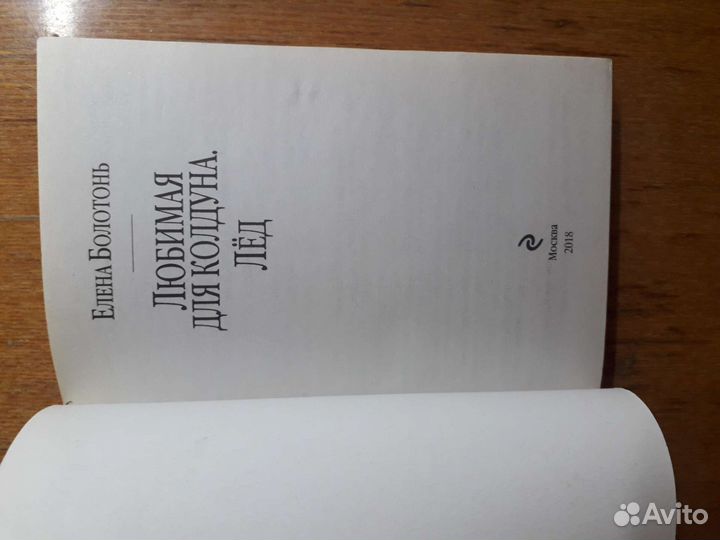 Елена Болотонь
Любимая
для колдуна.
Лёд
Москва
2018
Avito